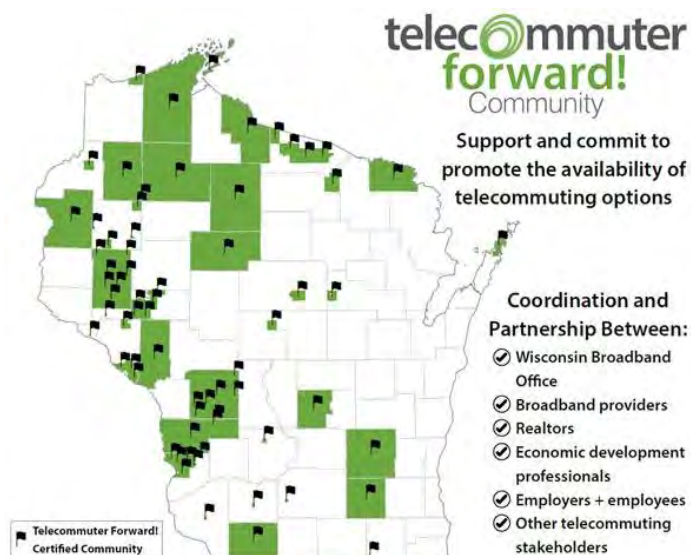 telecommuter
forward!
Community
Support and commit to
promote the availability of
telecommuting options
Coordination and
Partnership Between:
Wisconsin Broadband
Office
Broadband providers
Realtors
Economic development
professionals
Employers + employees
Other telecommuting
stakeholders
Telecommuter Forward!
Certified Community